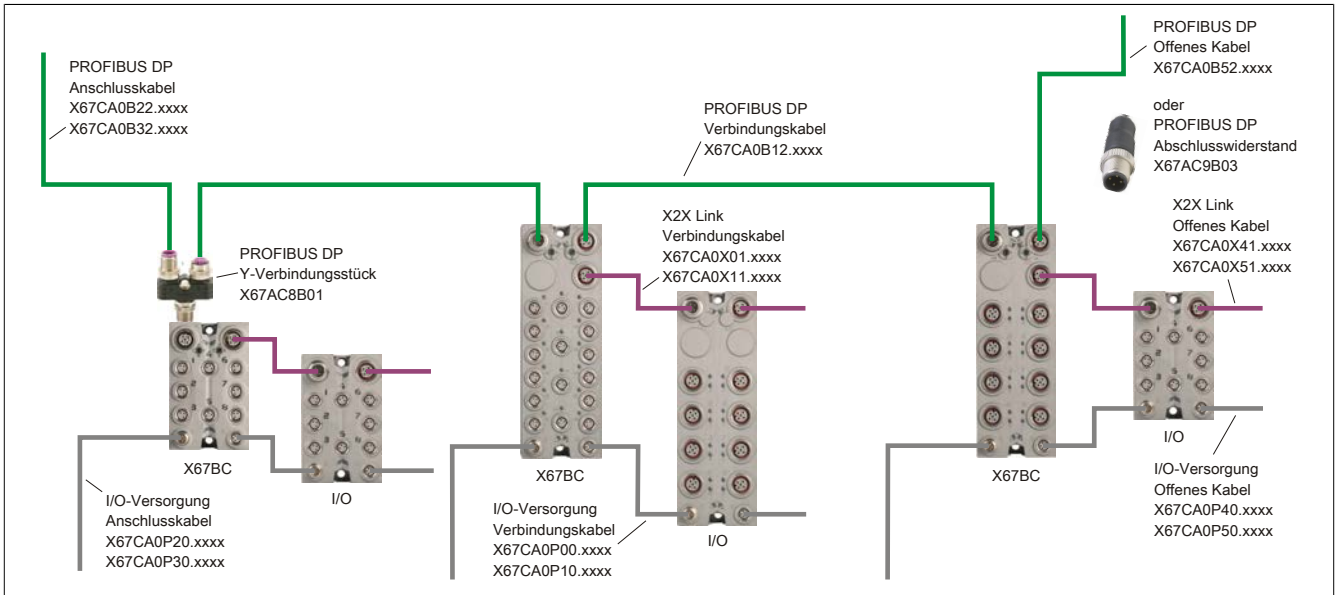 PROFIBUS DP
Anschlusskabel
X67CA0B22.xxxx
X67CA0B32.xxxx
PROFIBUS DP
Y-Verbindungsstück
X67AC8B01
X67BC
I/O
I/O-Versorgung
Anschlusskabel
X67CA0P20.xxxx
X67CA0P30.xxxx
PROFIBUS DP
Verbindungskabel
X67CA0B12.xxxx
X2X Link
Verbindungskabel
X67CA0X01.xxxx
X67CA0X11.xxxx
X67BC
I/O
I/O-Versorgung
Verbindungskabel
X67CA0P00.xxxx
X67CA0P10.xxxx
PROFIBUS DP
Offenes Kabel
X67CA0B52.xxxx
oder
PROFIBUS DP
Abschlusswiderstand
X67AC9B03
X2X Link
Offenes Kabel
X67CA0X41.xxxx
X67CA0X51.xxxx
X67BC
I/O
I/O-Versorgung
Offenes Kabel
X67CA0P40.xxxx
X67CA0P50.xxxx